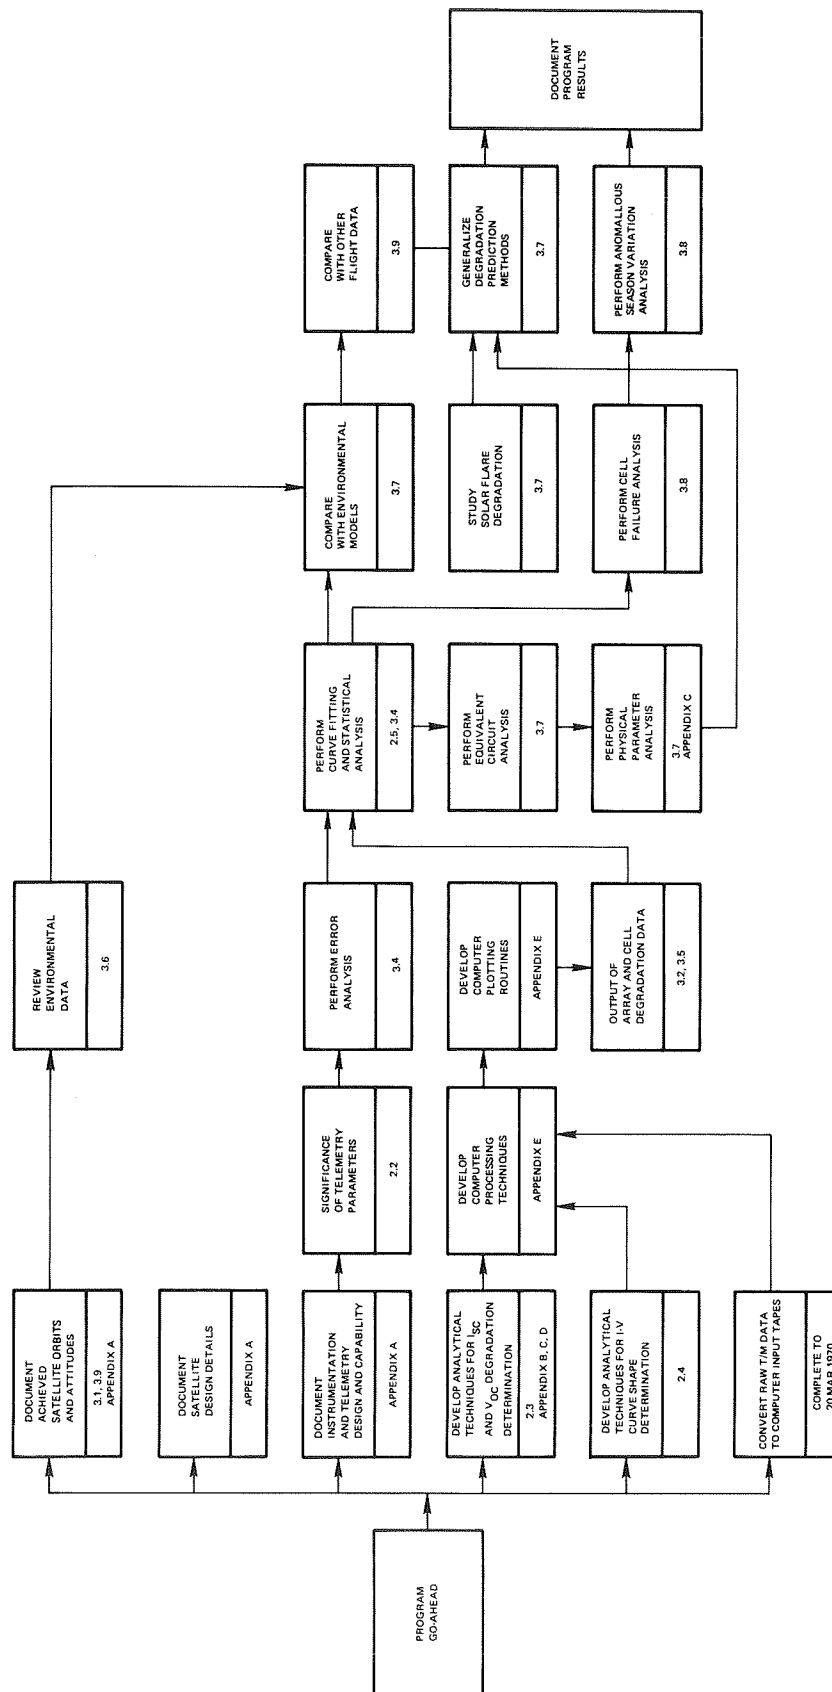 PROGRAM
GO-AHEAD
DOCUMENT
ACHIEVED
SATELLITE ORBITS
AND ATTITUDES
3.1, 3.9
APPENDIX A
DOCUMENT
SATELLITE
DESIGN DETAILS
APPENDIX A
DOCUMENT
INSTRUMENTATION
AND TELEMETRY
DESIGN AND CAPABILITY
APPENDIX A
DEVELOP ANALYTICAL
TECHNIQUES FOR ISC
AND VOC DEGRADATION
DETERMINATION
2.3
APPENDIX B, C, D
DEVELOP ANALYTICAL
TECHNIQUES FOR I-V
CURVE SHAPE
DETERMINATION
2.4
CONVERT RAW T/M DATA
TO COMPUTER INPUT TAPES
COMPLETE TO
20 MAR 1970
SIGNIFICANCE
OF TELEMETRY
PARAMETERS
2.2
DEVELOP
COMPUTER
PROCESSING
TECHNIQUES
APPENDIX E
REVIEW
ENVIRONMENTAL
DATA
3.6
PERFORM ERROR
ANALYSIS
3.4
DEVELOP
COMPUTER
PLOTTING
ROUTINES
APPENDIX E
OUTPUT OF
ARRAY AND CELL
DEGRADATION DATA
3.2, 3.5
PERFORM
CURVE FITTING
AND STATISTICAL
ANALYSIS
2.5, 3.4
PERFORM
EQUIVALENT
CIRCUIT
ANALYSIS
3.7
PERFORM
PHYSICAL
PARAMETER
ANALYSIS
3.7
APPENDIX C
COMPARE
WITH ENVIRONMENTAL
MODELS
3.7
STUDY
SOLAR FLARE
DEGRADATION
3.7
PERFORM CELL
FAILURE ANALYSIS
3.8
COMPARE
WITH OTHER
FLIGHT DATA
3.9
GENERALIZE
DEGRADATION
PREDICTION
METHODS
3.7
PERFORM ANOMALLOUS
SEASON VARIATION
ANALYSIS
3.8
DOCUMENT
PROGRAM
RESULTS